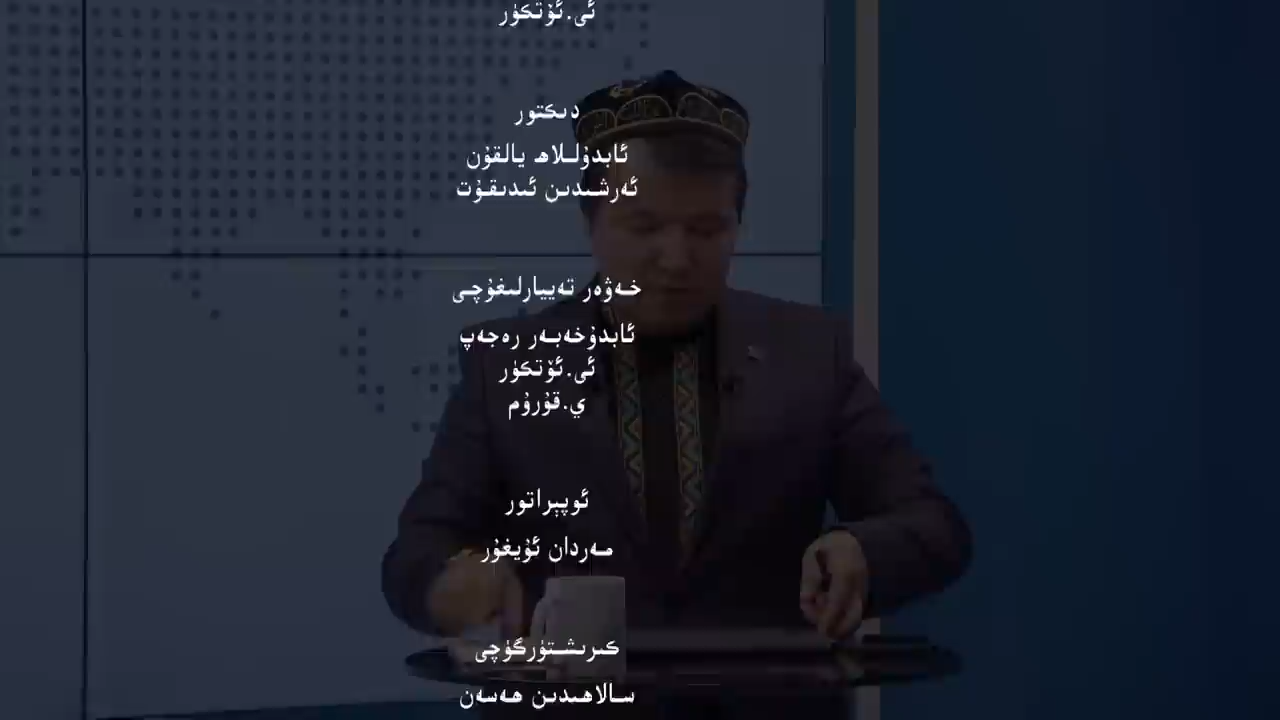 ئى.ئۆتكۈر
دىكتور
ئابدۇللاھ يالقۇن
ئەرشىدىن ئىدىقۇت
خەۋەر تەييارلىغۇچى
ئابدۇخەبەر رەجەپ
ئى.ئۆتكۈر
ي.قۇرۇم
ئوپېراتور
مەردان ئۇيغۇر
كىرىشتۈرگۈچى
سالاھىدىن ھەسەن